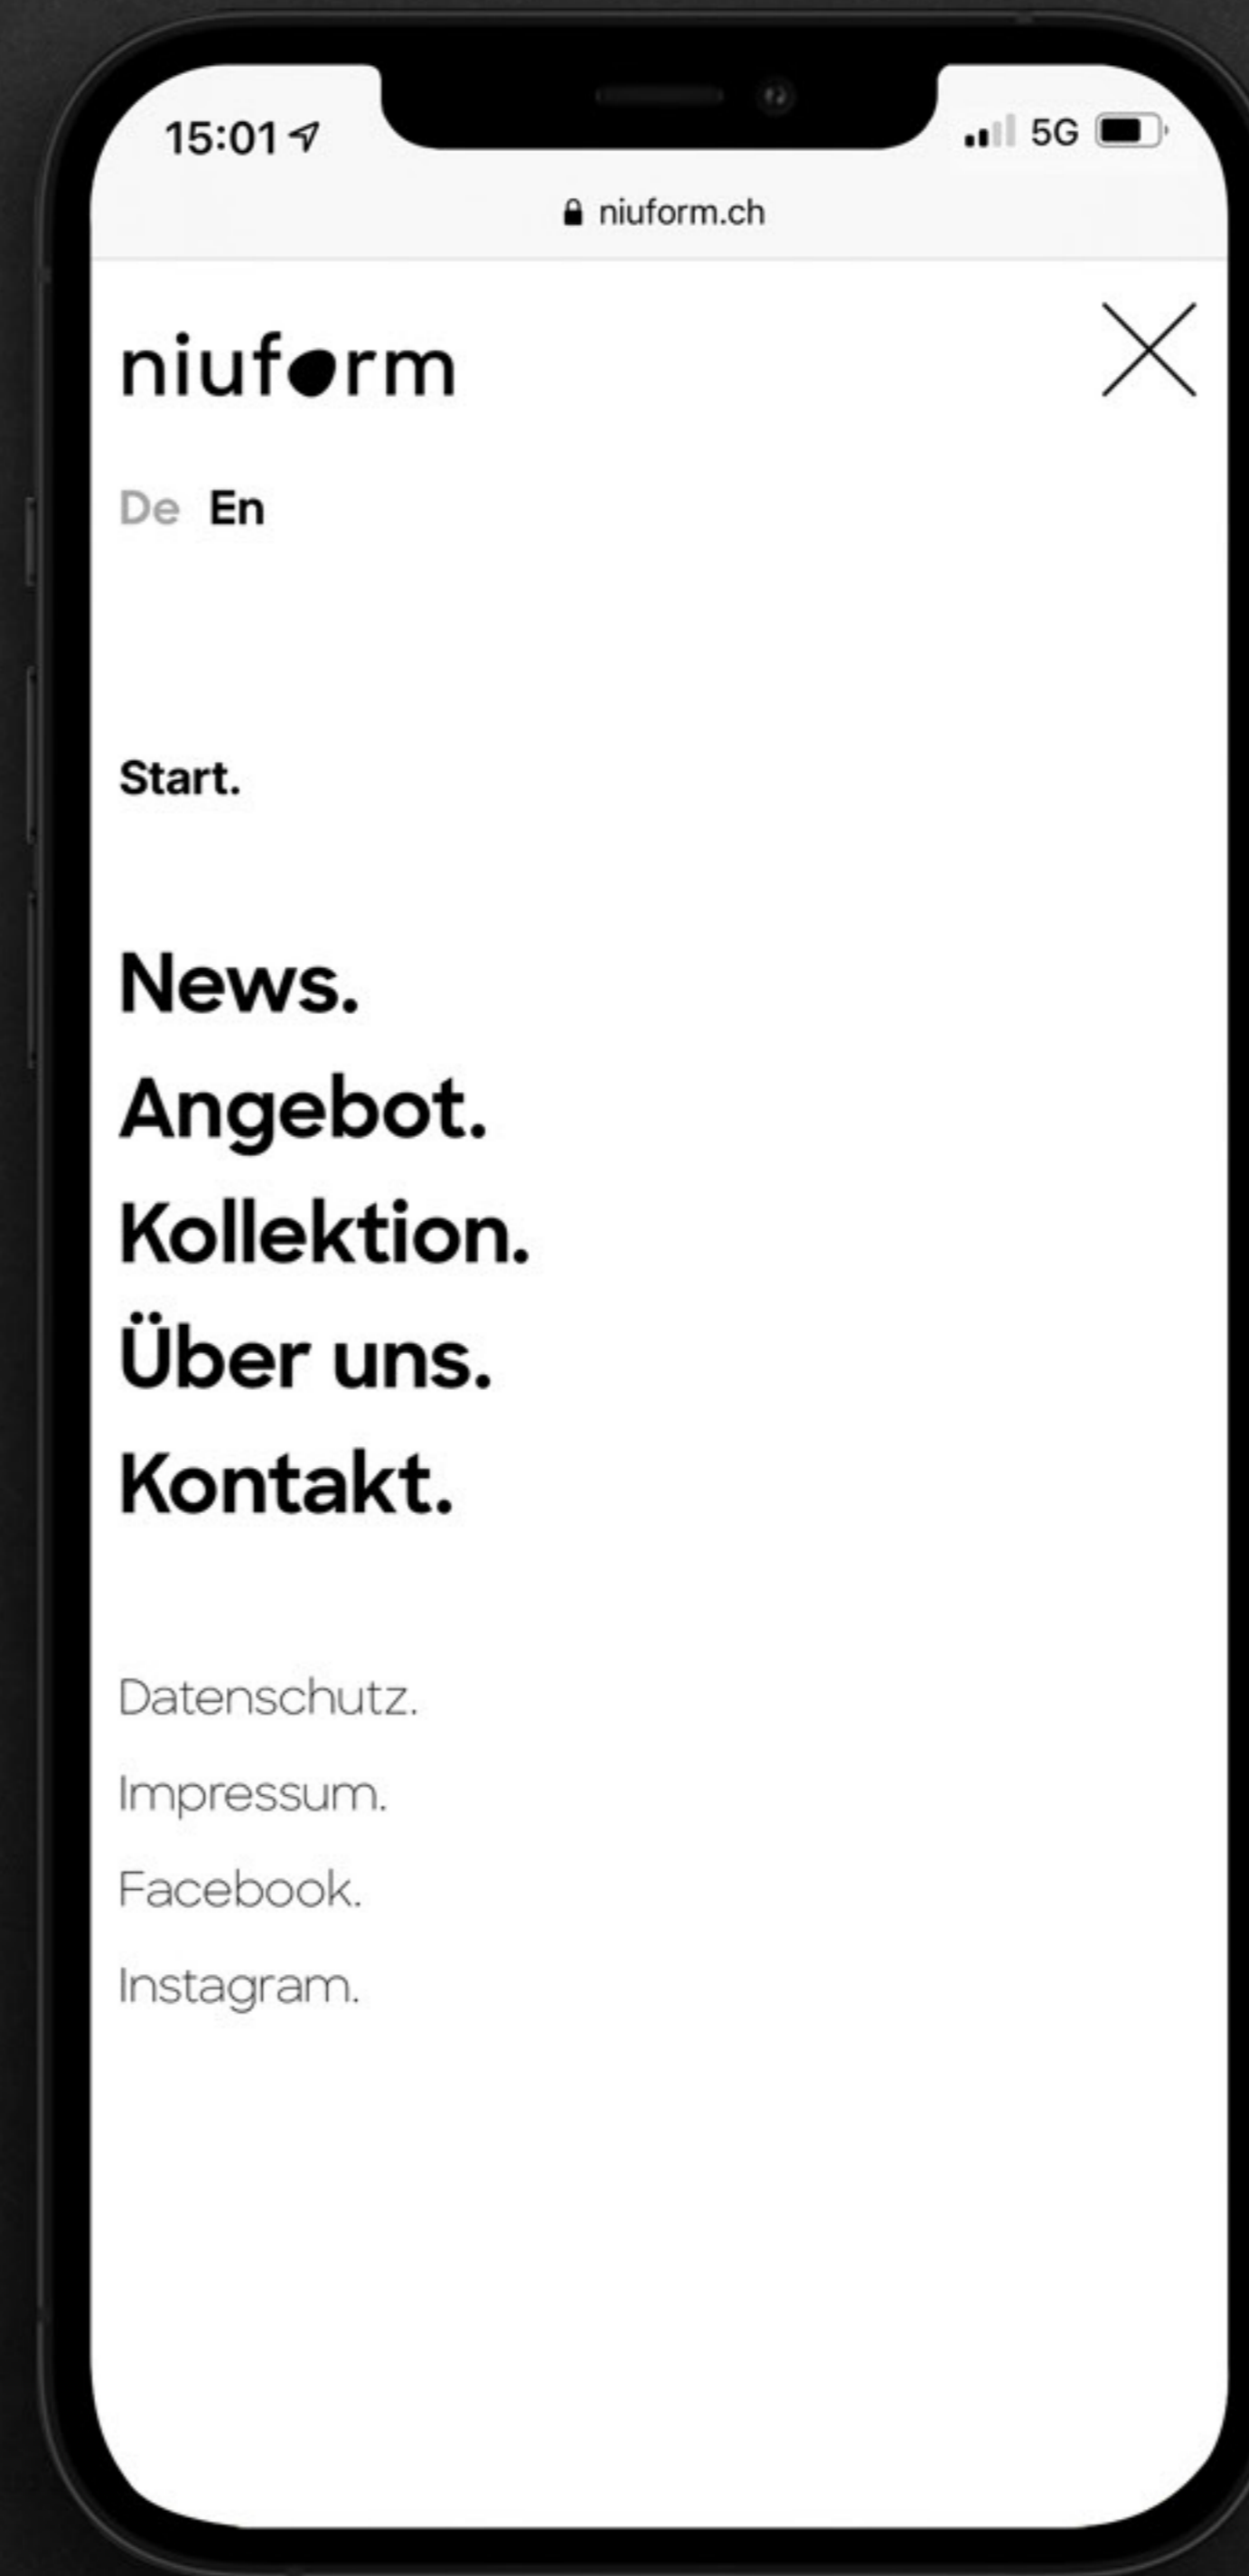 15:01
5G
niuform.ch
niuform
De En
Start.
News.
Angebot.
Kollektion.
Über uns.
Kontakt.
Datenschutz.
Impressum.
Facebook.
Instagram.